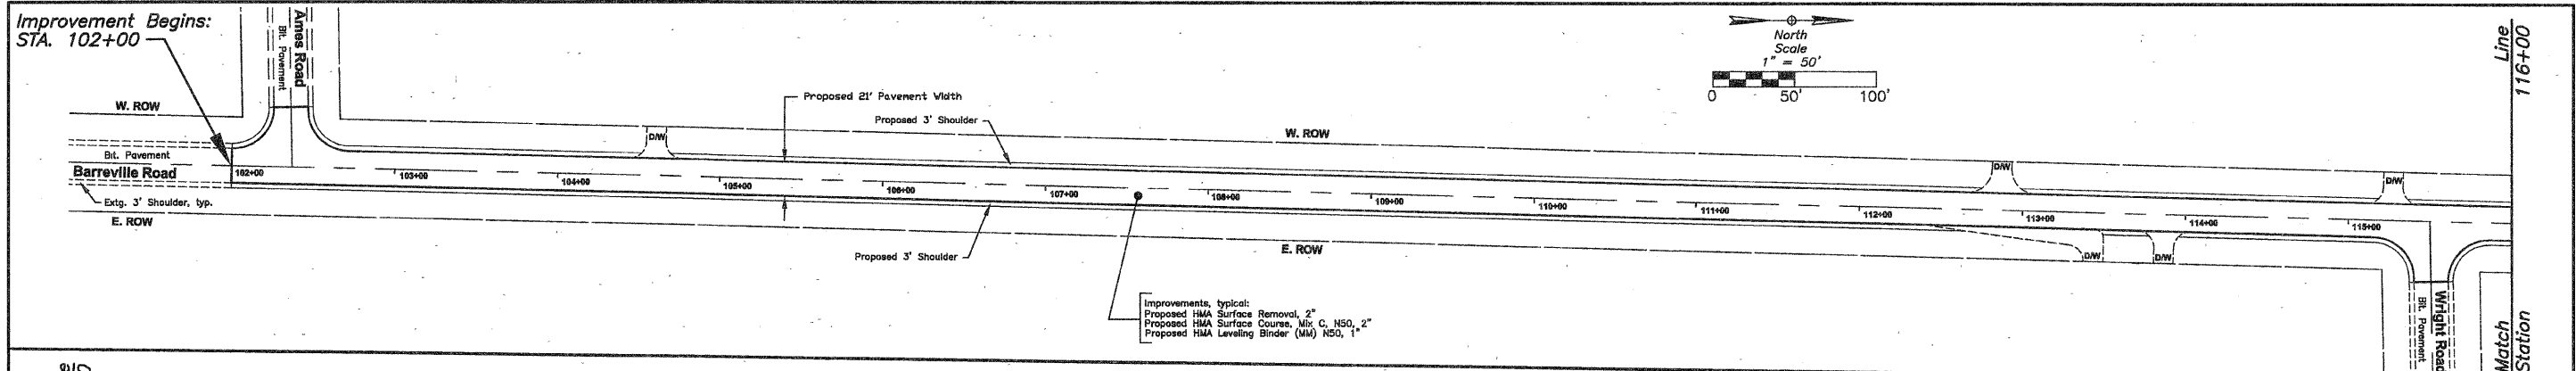 Improvement Begins:
STA. 102+00
Ames Road
Bit. Pavement
North
Scale
1" = 50'
0 50' 100'
Line
116+00
W. ROW
Proposed 21' Pavement Width
Proposed 3' Shoulder
W. ROW
D/W
D/W
D/W
Bit. Pavement
Barreville Road
102+00
103+00
104+00
105+00
106+00
107+00
108+00
109+00
110+00
111+00
112+00
113+00
114+00
115+00
Extg. 3' Shoulder, typ.
E. ROW
Proposed 3' Shoulder
E. ROW
D/W
D/W
Improvements, typical:
Proposed HMA Surface Removal, 2"
Proposed HMA Surface Course, Mix C, N50, 2"
Proposed HMA Leveling Binder (MM) N50, 1"
Wright Road
Bit. Pavement
Match
Station